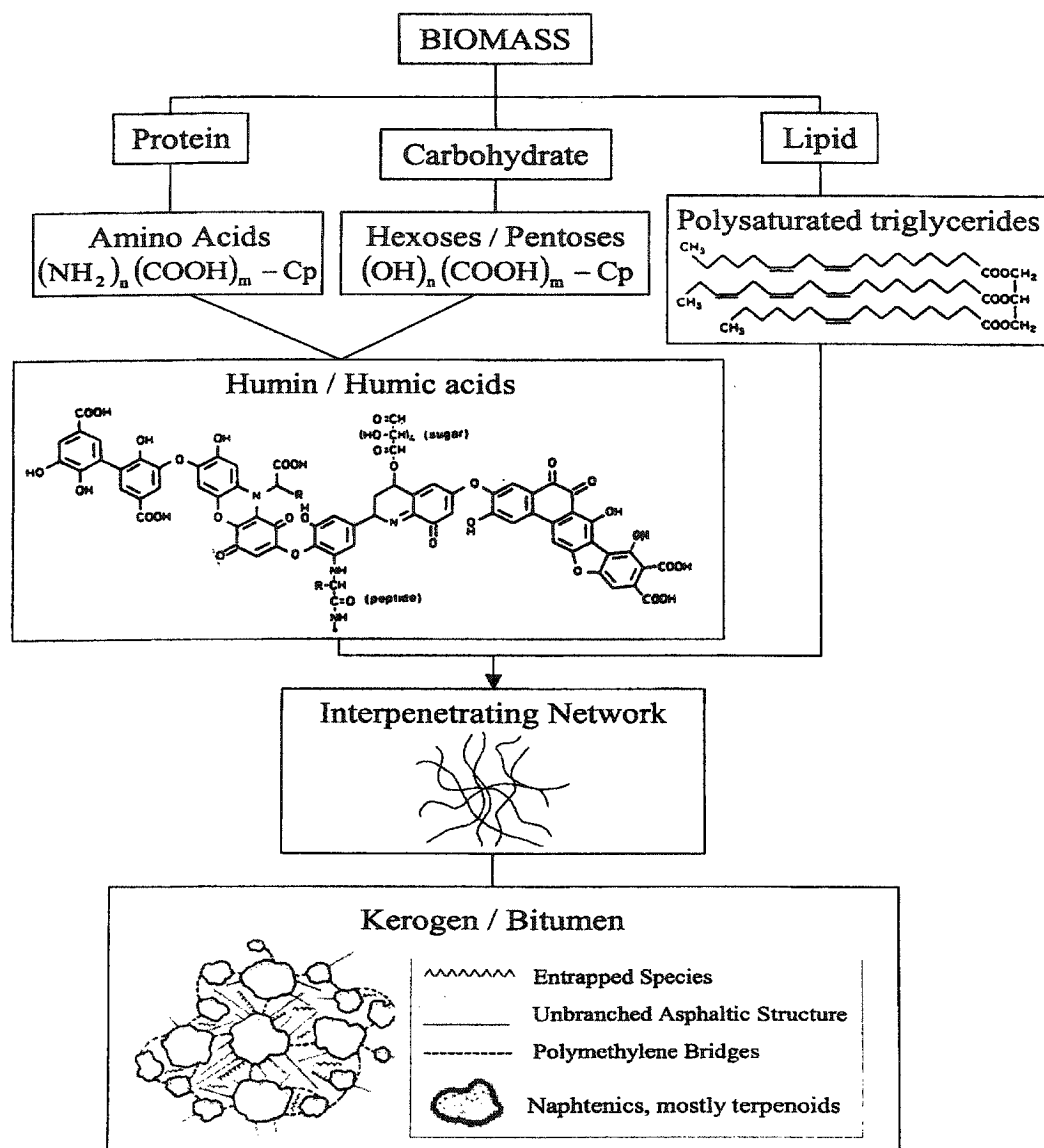 BIOMASS
Protein
Carbohydrate
Lipid
Amino Acids
(NH₂)ₙ(COOH)ₘ – Cp
Hexoses / Pentoses
(OH)ₙ(COOH)ₘ – Cp
Polysaturated triglycerides
CH₃
COOCH₂
CH₃
COOCH
CH₃
COOCH₂
Humin / Humic acids
COOH
OH
HO
OH
COOH
O
OH
COOH
N
R
O
O
O
O
HO
NH
R-CH
C=O (peptide)
NH
O=CH
(HO-CH)₄ (sugar)
O=CH
O
N
O
O
O
H
O
O
OH
OH
O
COOH
COOH
Interpenetrating Network
Kerogen / Bitumen
Entrapped Species
Unbranched Asphaltic Structure
Polymethylene Bridges
Naphtenics, mostly terpenoids